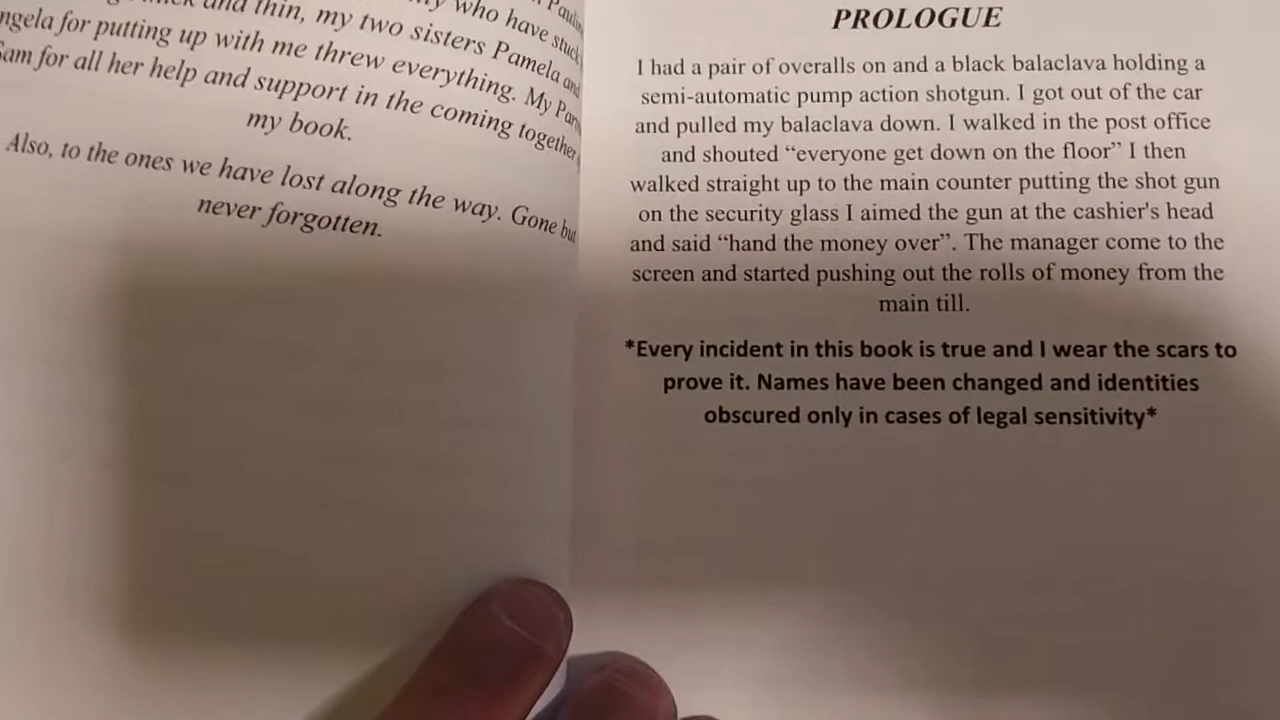 Paulin
who have stuck
and thin, my two sisters Pamela and
ngela for putting up with me threw everything. My Par
Sam for all her help and support in the coming together
my book.
Also, to the ones we have lost along the way. Gone but
never forgotten.
PROLOGUE
I had a pair of overalls on and a black balaclava holding a
semi-automatic pump action shotgun. I got out of the car
and pulled my balaclava down. I walked in the post office
and shouted “everyone get down on the floor” I then
walked straight up to the main counter putting the shot gun
on the security glass I aimed the gun at the cashier's head
and said “hand the money over”. The manager come to the
screen and started pushing out the rolls of money from the
main till.
*Every incident in this book is true and I wear the scars to
prove it. Names have been changed and identities
obscured only in cases of legal sensitivity*